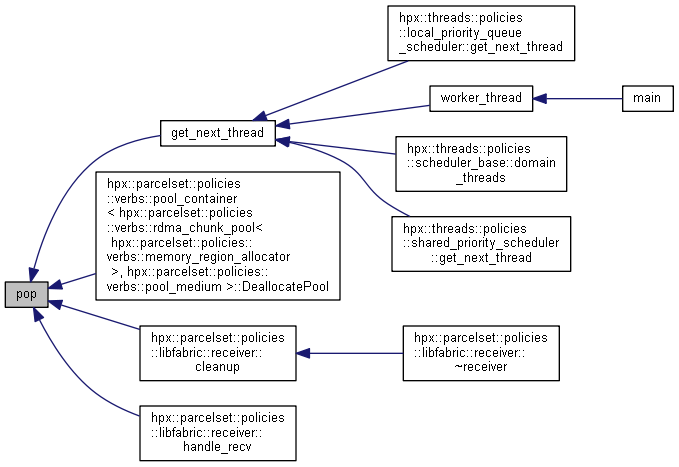 hpx::threads::policies
::local_priority_queue
_scheduler::get_next_thread
worker_thread
main
get_next_thread
hpx::threads::policies
::scheduler_base::domain
_threads
hpx::parcelset::policies
::verbs::pool_container
< hpx::parcelset::policies
::verbs::rdma_chunk_pool<
hpx::parcelset::policies::
verbs::memory_region_allocator
>, hpx::parcelset::policies::
verbs::pool_medium >::DeallocatePool
hpx::threads::policies
::shared_priority_scheduler
::get_next_thread
pop
hpx::parcelset::policies
::libfabric::receiver::
cleanup
hpx::parcelset::policies
::libfabric::receiver::
~receiver
hpx::parcelset::policies
::libfabric::receiver::
handle_recv